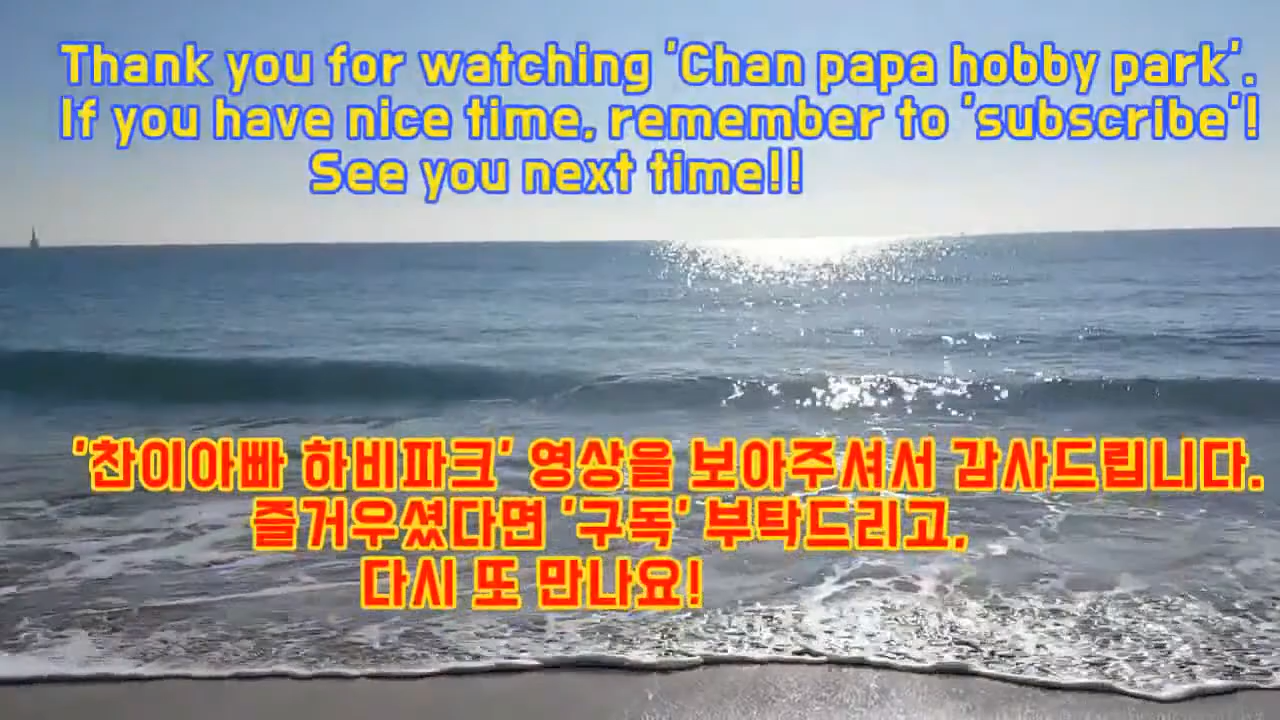 Thank you for watching 'Chan papa hobby park'.
If you have nice time, remember to 'subscribe'!
See you next time!!
'찬이아빠 하비파크' 영상을 보아주셔서 감사드립니다.
즐거우셨다면 '구독' 부탁드리고,
다시 또 만나요!